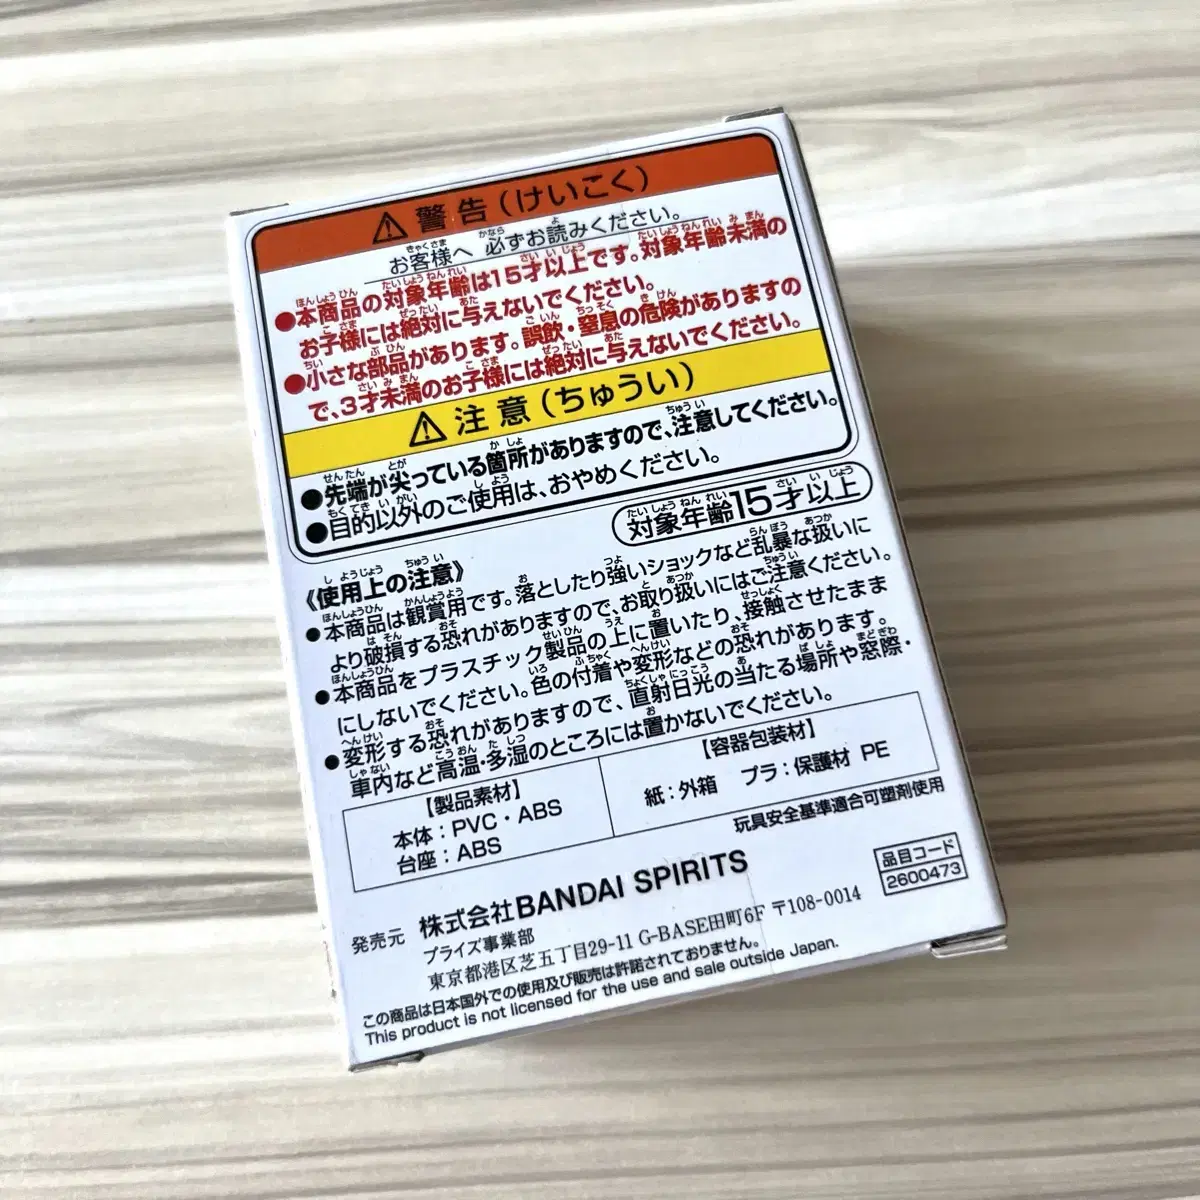 ⚠警告(けいこく)
お客様へ 必ずお読みください。
●本商品の対象年齢は15才以上です。対象年齢未満の
お子様には絶対に与えないでください。
●小さな部品があります。誤飲・窒息の危険がありますの
で、3才未満のお子様には絶対に与えないでください。
⚠注意(ちゅうい)
●先端が尖っている箇所がありますので、注意してください。
●目的以外のご使用は、おやめください。
対象年齢15才以上
《使用上の注意》
●本商品は観賞用です。落としたり強いショックなど乱暴な扱いに
より破損する恐れがありますので、お取り扱いにはご注意ください。
●本商品をプラスチック製品の上に置いたり、接触させたまま
にしないでください。色の付着や変形などの恐れがあります。
●変形する恐れがありますので、直射日光の当たる場所や窓際・
車内など高温・多湿のところには置かないでください。
【製品素材】
本体：PVC・ABS
台座：ABS
【容器包装材】
紙：外箱 プラ：保護材 PE
玩具安全基準適合可塑剤使用
品目コード
2600473
発売元 株式会社BANDAI SPIRITS
プライズ事業部
東京都港区芝五丁目29-11 G-BASE田町6F 〒108-0014
この商品は日本国外での使用及び販売は許諾されておりません。
This product is not licensed for the use and sale outside Japan.